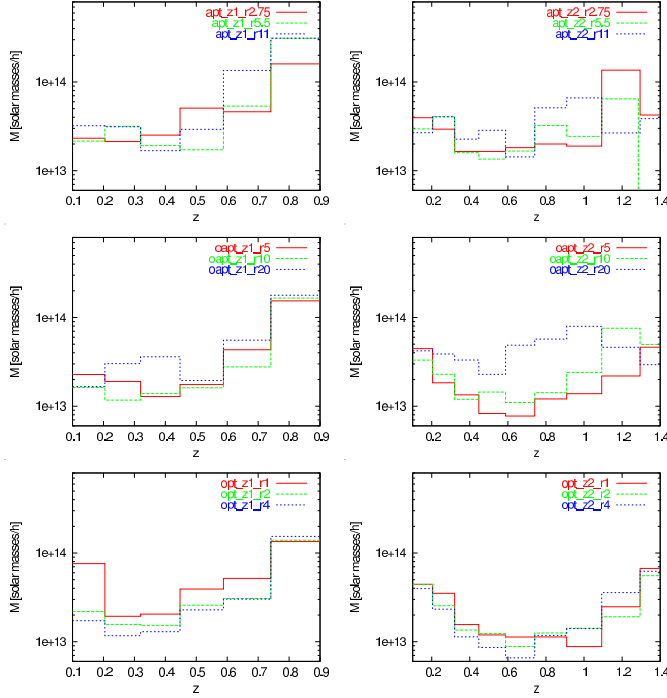 apt_z1_r2.75
apt_z1_r5.5
apt_z1_r11
M [solar masses/h]
1e+14
1e+13
0.1 0.2 0.3 0.4 0.5 0.6 0.7 0.8 0.9
z
apt_z2_r2.75
apt_z2_r5.5
apt_z2_r11
M [solar masses/h]
1e+14
1e+13
0.2 0.4 0.6 0.8 1 1.2 1.4
z
oapt_z1_r5
oapt_z1_r10
oapt_z1_r20
M [solar masses/h]
1e+14
1e+13
0.1 0.2 0.3 0.4 0.5 0.6 0.7 0.8 0.9
z
oapt_z2_r5
oapt_z2_r10
oapt_z2_r20
M [solar masses/h]
1e+14
1e+13
0.2 0.4 0.6 0.8 1 1.2 1.4
z
opt_z1_r1
opt_z1_r2
opt_z1_r4
M [solar masses/h]
1e+14
1e+13
0.1 0.2 0.3 0.4 0.5 0.6 0.7 0.8 0.9
z
opt_z2_r1
opt_z2_r2
opt_z2_r4
M [solar masses/h]
1e+14
1e+13
0.2 0.4 0.6 0.8 1 1.2 1.4
z